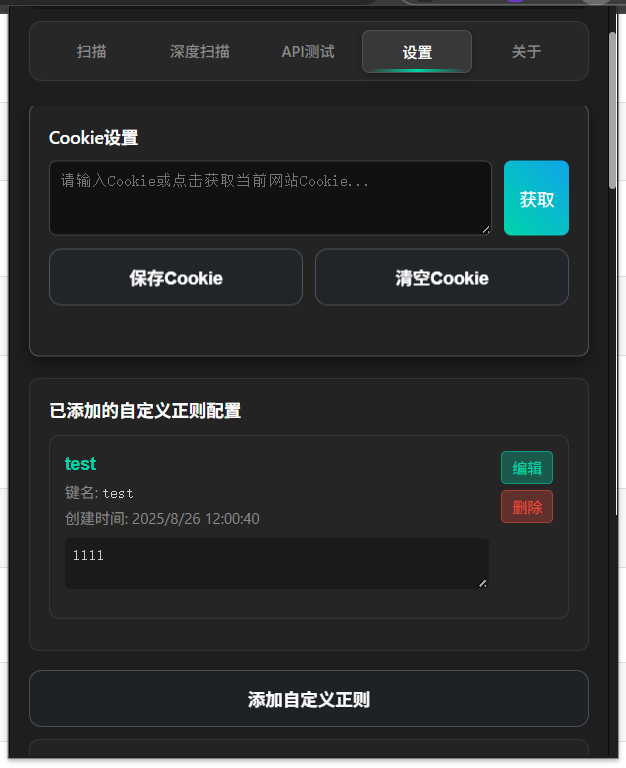 扫描 深度扫描 API测试 设置 关于
Cookie设置
请输入Cookie或点击获取当前网站Cookie...
获取
保存Cookie 清空Cookie
已添加的自定义正则配置
test
编辑
键名: test
删除
创建时间: 2025/8/26 12:00:40
1111
添加自定义正则